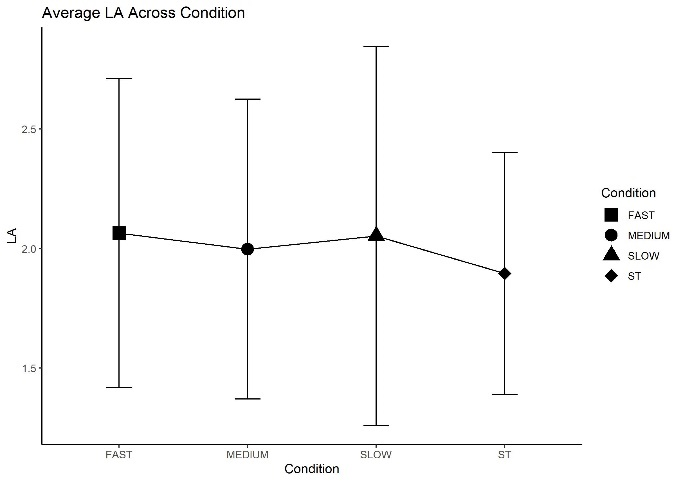 Average LA Across Condition
2.5
2.0
1.5
LA
FAST
MEDIUM
SLOW
ST
Condition
Condition
FAST
MEDIUM
SLOW
ST